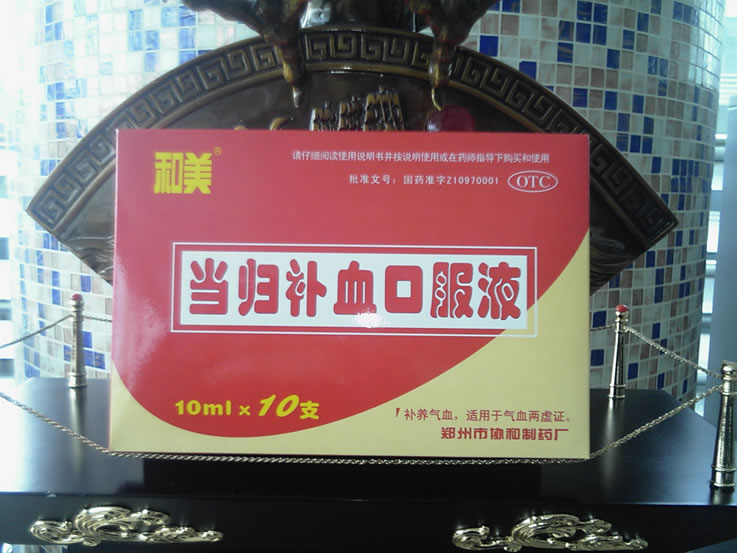 和美®
请仔细阅读使用说明书并按说明使用或在药师指导下购买和使用
批准文号：国药准字Z10970001 OTC
当归补血口服液
10ml×10支
「补养气血，适用于气血两虚证。
郑州市协和制药厂